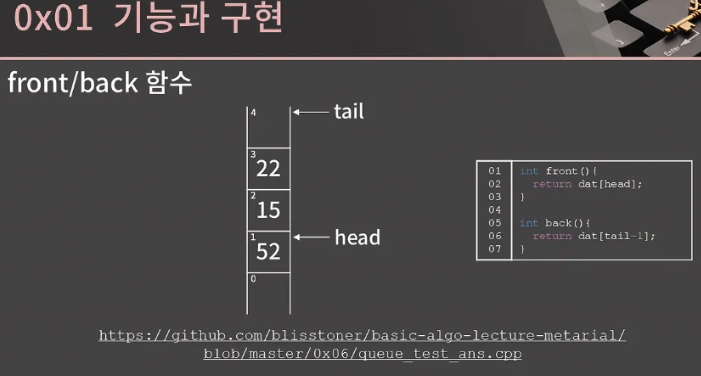 0x01 기능과 구현
front/back 함수
4
tail
3
22
2
15
1
52
head
0
01 int front(){
02 return dat[head];
03 }
04
05 int back(){
06 return dat[tail-1];
07 }
https://github.com/blisstoner/basic-algo-lecture-metarial/
blob/master/0x06/queue_test_ans.cpp
Enter